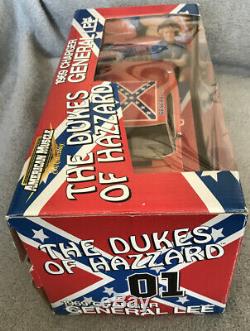 1969 CHARGER
GENERAL LEE
AMERICAN MUSCLE
THE DUKES
OF HAZZARD
THE DUKES
OF HAZZARD
01
1969 CHARGER
GENERAL LEE